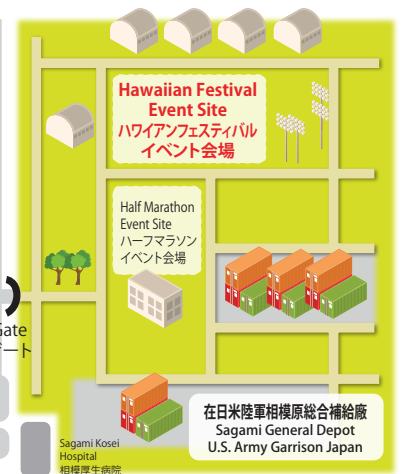 Hawaiian Festival
Event Site
ハワイアンフェスティバル
イベント会場
Half Marathon
Event Site
ハーフマラソン
イベント会場
Gate
ゲート
在日米陸軍相模原総合補給廠
Sagami General Depot
U.S. Army Garrison Japan
Sagami Kosei
Hospital
相模厚生病院